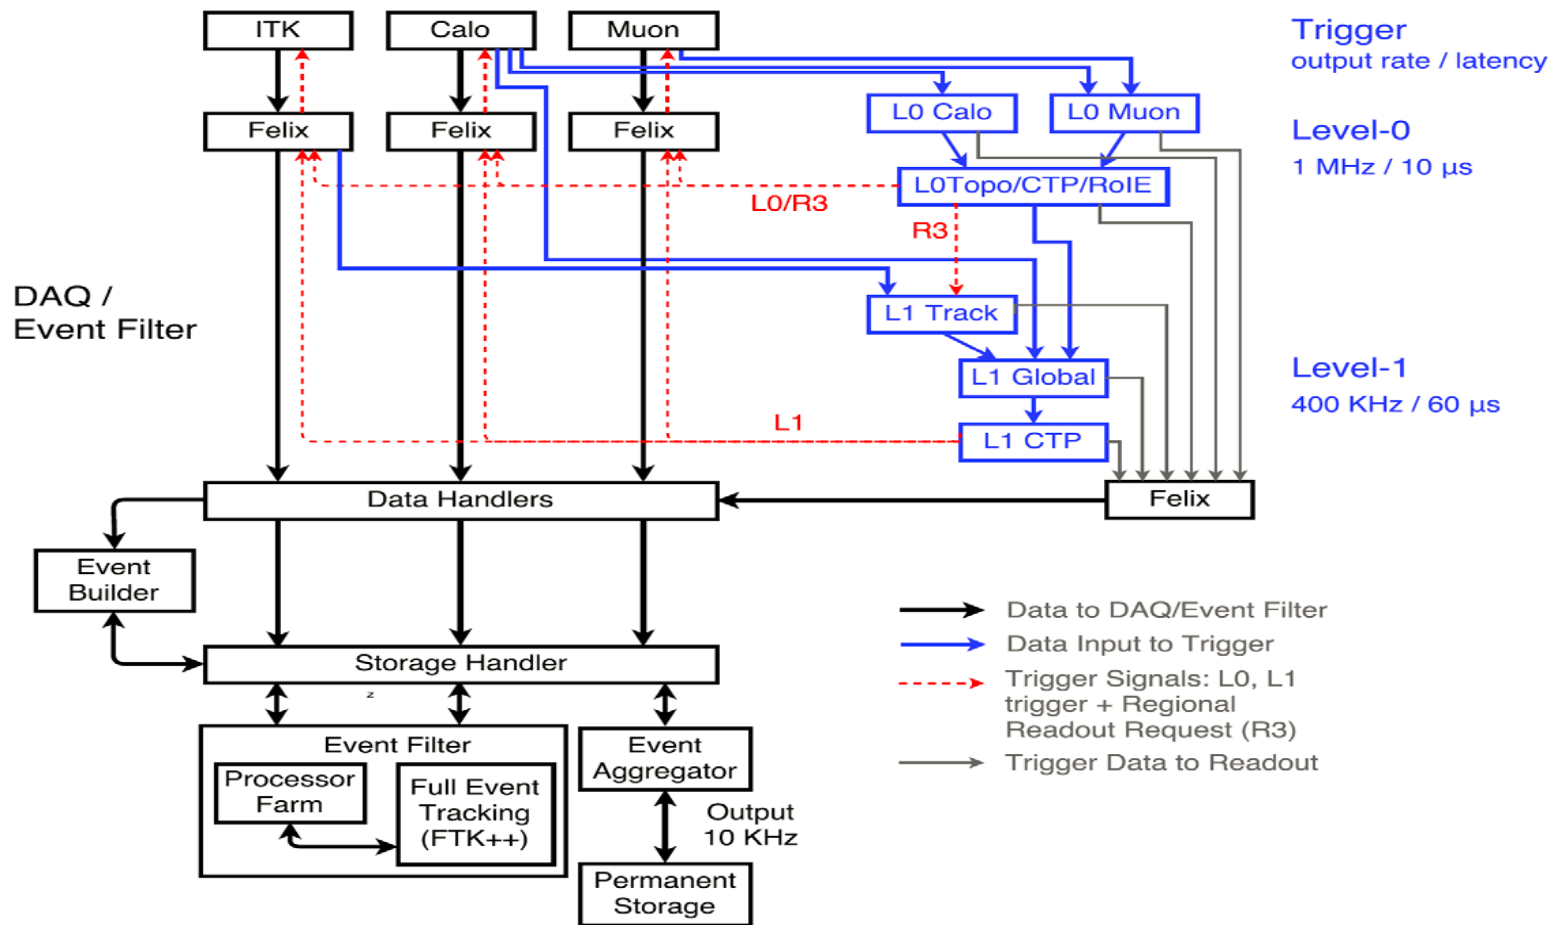 ITK
Calo
Muon
Trigger
output rate / latency
Felix
Felix
Felix
L0 Calo
L0 Muon
Level-0
1 MHz / 10 µs
L0Topo/CTP/RoIE
L0/R3
R3
DAQ /
Event Filter
L1 Track
L1 Global
Level-1
400 KHz / 60 µs
L1
L1 CTP
Data Handlers
Felix
Event
Builder
Storage Handler
z
Data to DAQ/Event Filter
Data Input to Trigger
Trigger Signals: L0, L1
trigger + Regional
Readout Request (R3)
Trigger Data to Readout
Event Filter
Processor
Farm
Full Event
Tracking
(FTK++)
Event
Aggregator
Output
10 KHz
Permanent
Storage